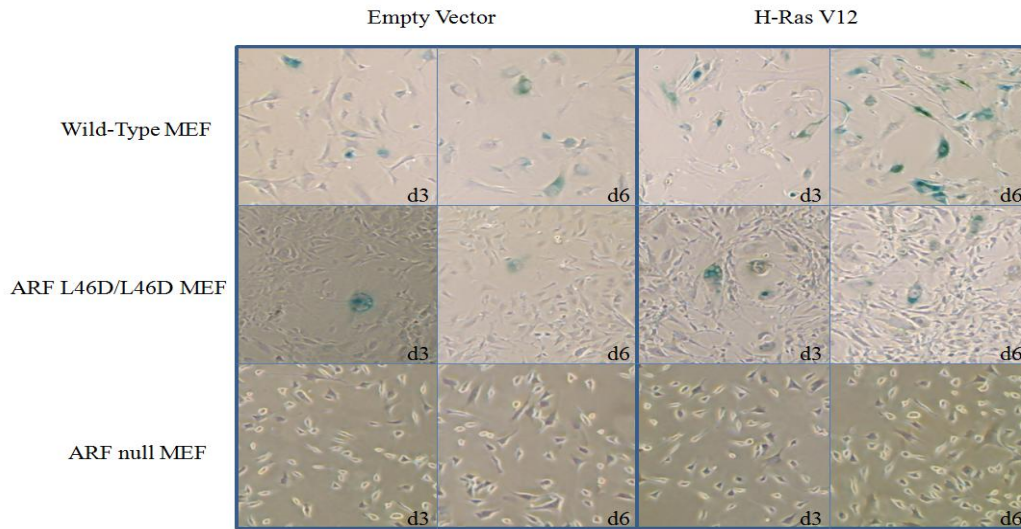 Empty Vector
H-Ras V12
Wild-Type MEF
d3
d6
d3
d6
ARF L46D/L46D MEF
d3
d6
d3
d6
ARF null MEF
d3
d6
d3
d6